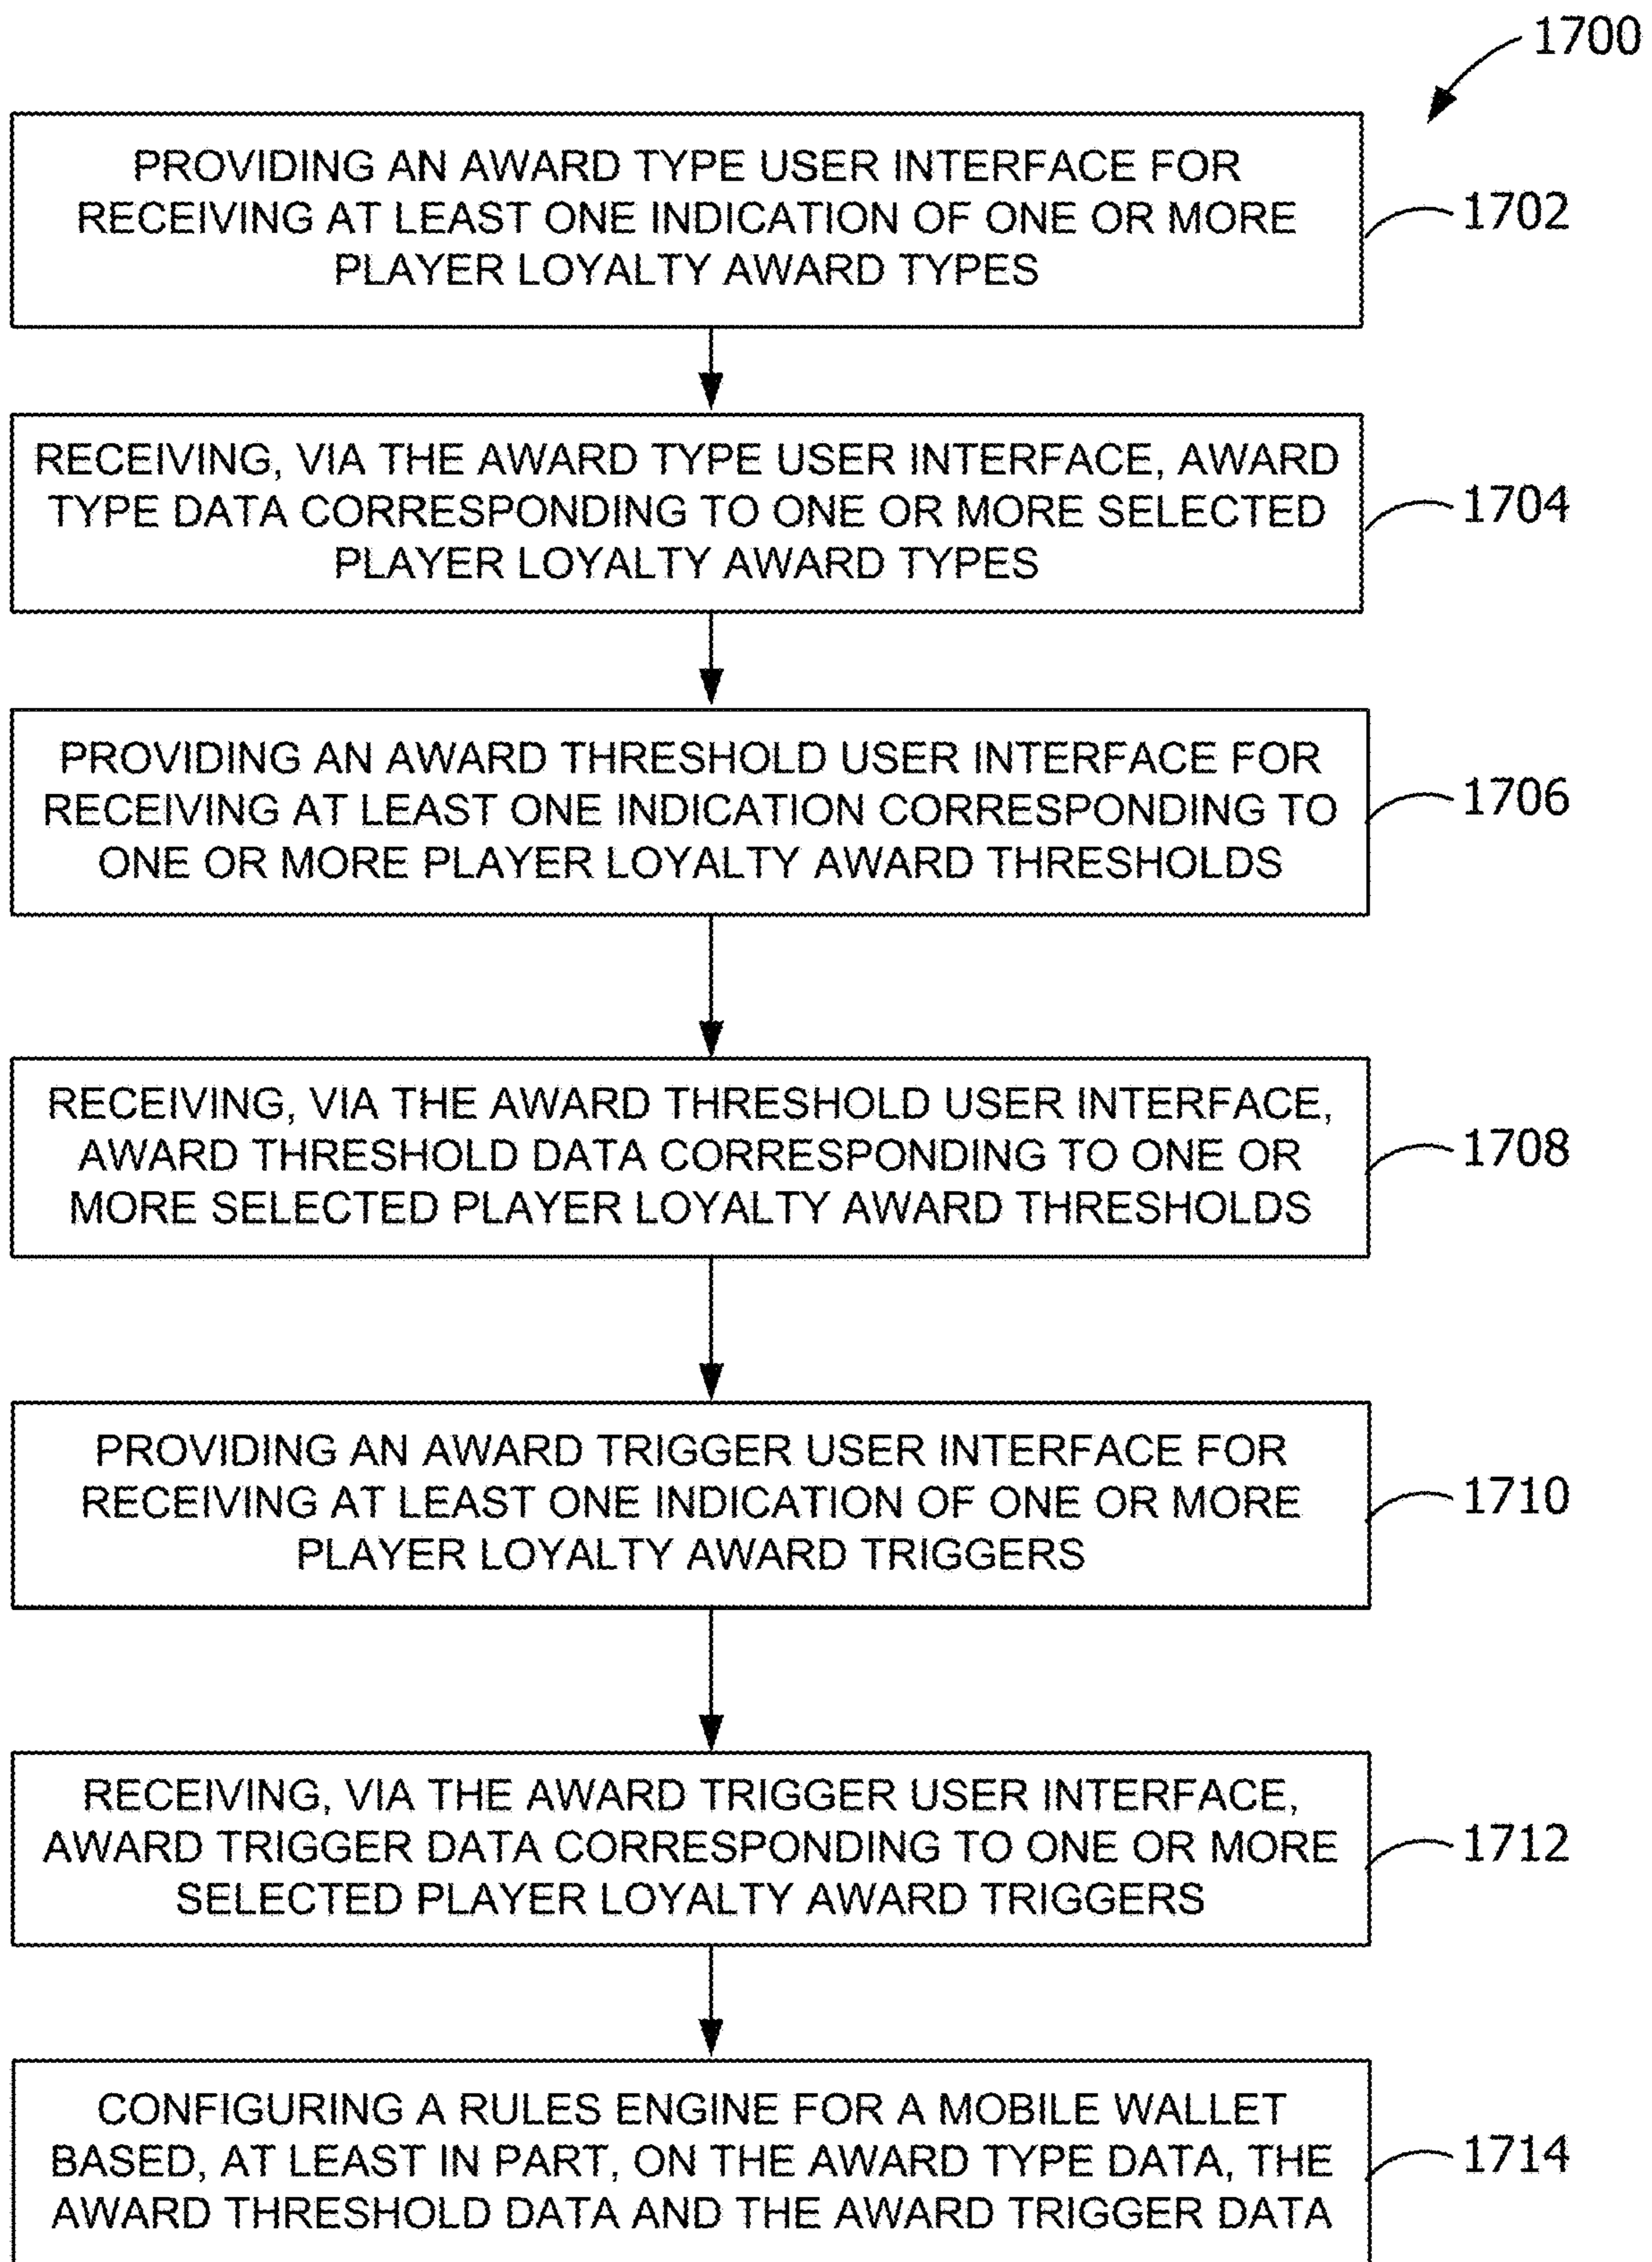 1700
PROVIDING AN AWARD TYPE USER INTERFACE FOR
RECEIVING AT LEAST ONE INDICATION OF ONE OR MORE
PLAYER LOYALTY AWARD TYPES
1702
RECEIVING, VIA THE AWARD TYPE USER INTERFACE, AWARD
TYPE DATA CORRESPONDING TO ONE OR MORE SELECTED
PLAYER LOYALTY AWARD TYPES
1704
PROVIDING AN AWARD THRESHOLD USER INTERFACE FOR
RECEIVING AT LEAST ONE INDICATION CORRESPONDING TO
ONE OR MORE PLAYER LOYALTY AWARD THRESHOLDS
1706
RECEIVING, VIA THE AWARD THRESHOLD USER INTERFACE,
AWARD THRESHOLD DATA CORRESPONDING TO ONE OR
MORE SELECTED PLAYER LOYALTY AWARD THRESHOLDS
1708
PROVIDING AN AWARD TRIGGER USER INTERFACE FOR
RECEIVING AT LEAST ONE INDICATION OF ONE OR MORE
PLAYER LOYALTY AWARD TRIGGERS
1710
RECEIVING, VIA THE AWARD TRIGGER USER INTERFACE,
AWARD TRIGGER DATA CORRESPONDING TO ONE OR MORE
SELECTED PLAYER LOYALTY AWARD TRIGGERS
1712
CONFIGURING A RULES ENGINE FOR A MOBILE WALLET
BASED, AT LEAST IN PART, ON THE AWARD TYPE DATA, THE
AWARD THRESHOLD DATA AND THE AWARD TRIGGER DATA
1714